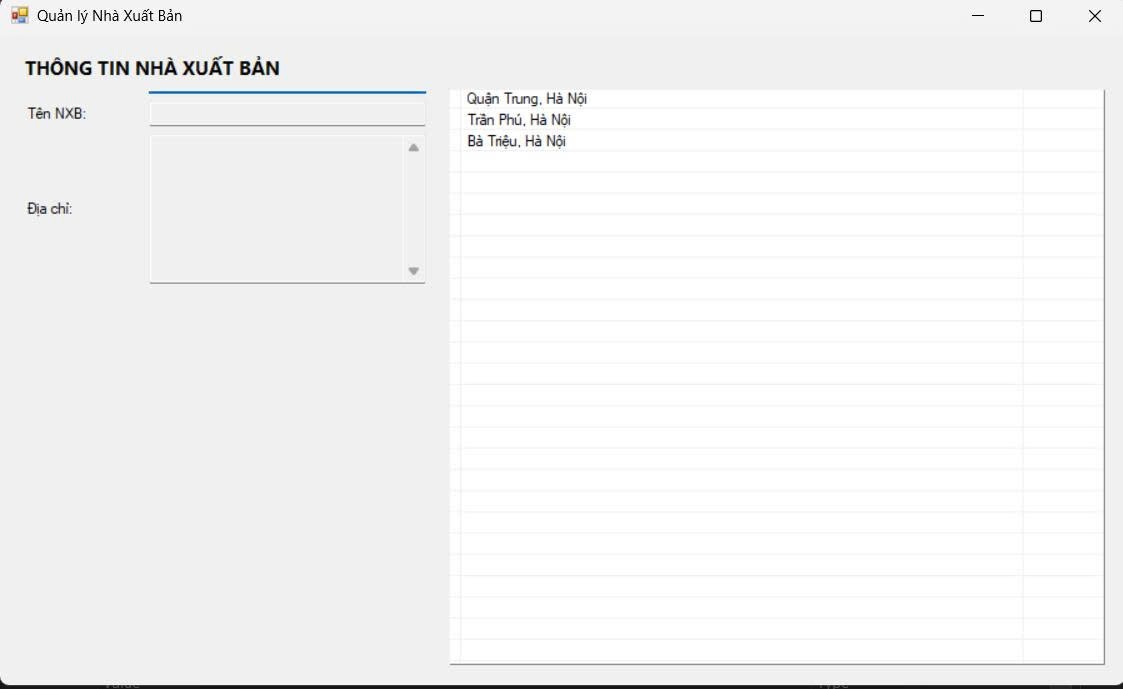 Quản lý Nhà Xuất Bản
THÔNG TIN NHÀ XUẤT BẢN
Tên NXB:
Địa chỉ:
Quận Trung, Hà Nội
Trần Phú, Hà Nội
Bà Triệu, Hà Nội